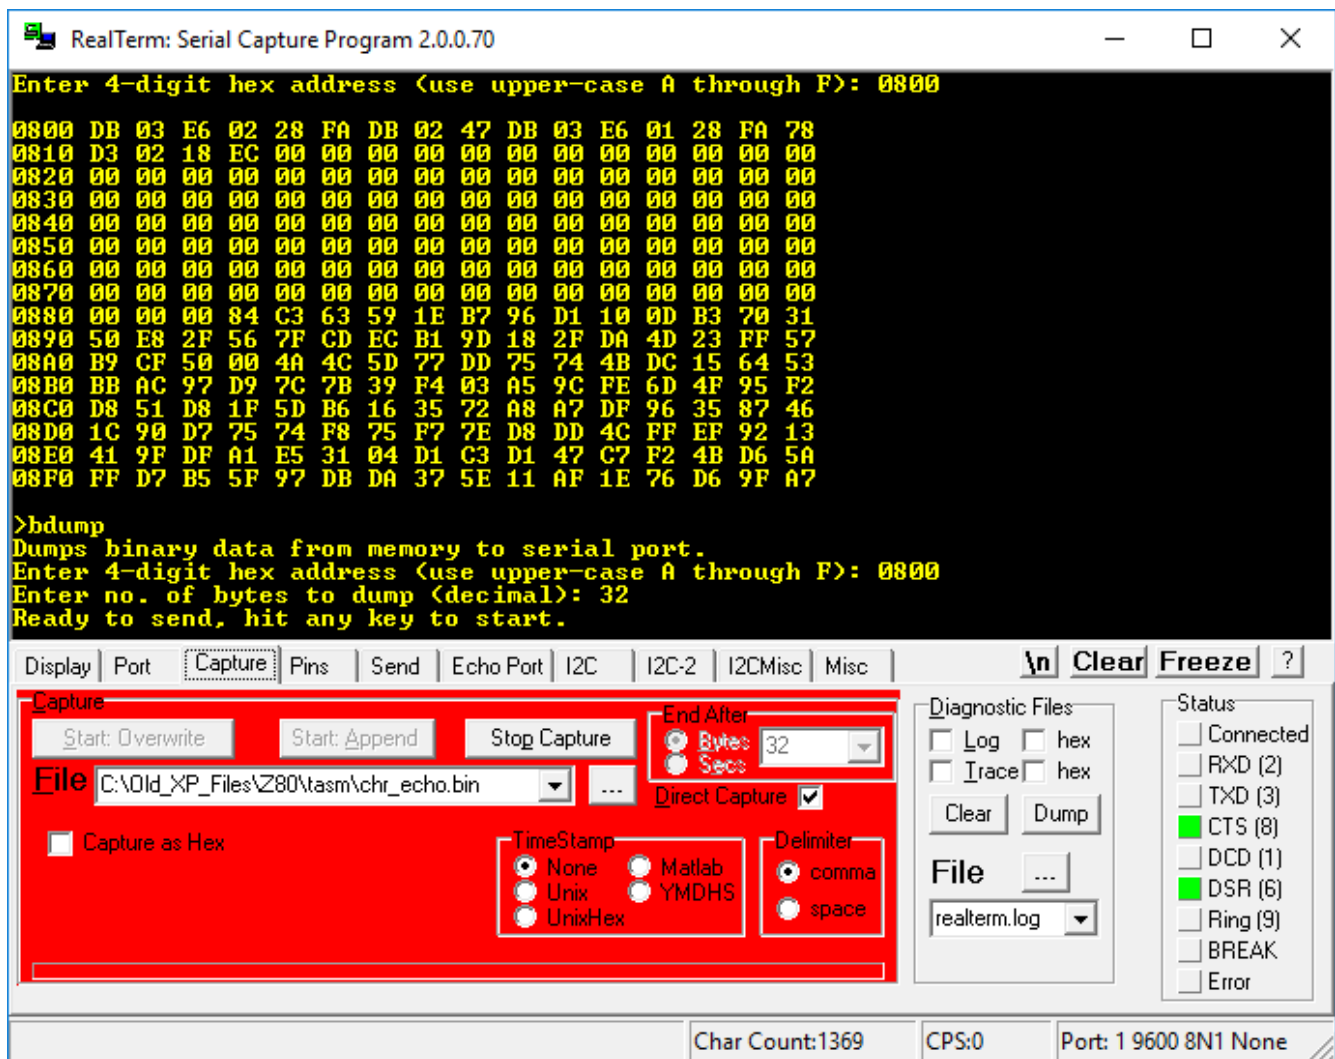 RealTerm: Serial Capture Program 2.0.0.70
Enter 4-digit hex address (use upper-case A through F): 0800
0800 DB 03 E6 02 28 FA DB 02 47 DB 03 E6 01 28 FA 78
0810 D3 02 18 EC 00 00 00 00 00 00 00 00 00 00 00 00
0820 00 00 00 00 00 00 00 00 00 00 00 00 00 00 00 00
0830 00 00 00 00 00 00 00 00 00 00 00 00 00 00 00 00
0840 00 00 00 00 00 00 00 00 00 00 00 00 00 00 00 00
0850 00 00 00 00 00 00 00 00 00 00 00 00 00 00 00 00
0860 00 00 00 00 00 00 00 00 00 00 00 00 00 00 00 00
0870 00 00 00 00 00 00 00 00 00 00 00 00 00 00 00 00
0880 00 00 00 84 C3 63 59 1E B7 96 D1 10 0D B3 70 31
0890 50 E8 2F 56 7F CD EC B1 9D 18 2F DA 4D 23 FF 57
08A0 B9 CF 50 00 4A 4C 5D 77 DD 75 74 4B DC 15 64 53
08B0 BB AC 97 D9 7C 7B 39 F4 03 A5 9C FE 6D 4F 95 F2
08C0 D8 51 D8 1F 5D B6 16 35 72 A8 A7 DF 96 35 87 46
08D0 1C 90 D7 75 74 F8 75 F7 7E D8 DD 4C FF EF 92 13
08E0 41 9F DF A1 E5 31 04 D1 C3 D1 47 C7 F2 4B D6 5A
08F0 FF D7 B5 5F 97 DB DA 37 5E 11 AF 1E 76 D6 9F A7
>bdump
Dumps binary data from memory to serial port.
Enter 4-digit hex address (use upper-case A through F): 0800
Enter no. of bytes to dump (decimal): 32
Ready to send, hit any key to start.
Display Port Capture Pins Send Echo Port I2C I2C-2 I2CMisc Misc \n Clear Freeze ?
Capture
Start: Overwrite Start: Append Stop Capture
End After
Bytes 32
Secs
File C:\Old_XP_Files\Z80\tasm\chr_echo.bin ...
Direct Capture
Capture as Hex
TimeStamp
None Matlab
Unix YMDHS
UnixHex
Delimiter
comma
space
Diagnostic Files
Log hex
Trace hex
Clear Dump
File ...
realterm.log
Status
Connected
RXD (2)
TXD (3)
CTS (8)
DCD (1)
DSR (6)
Ring (9)
BREAK
Error
Char Count:1369 CPS:0 Port: 1 9600 8N1 None